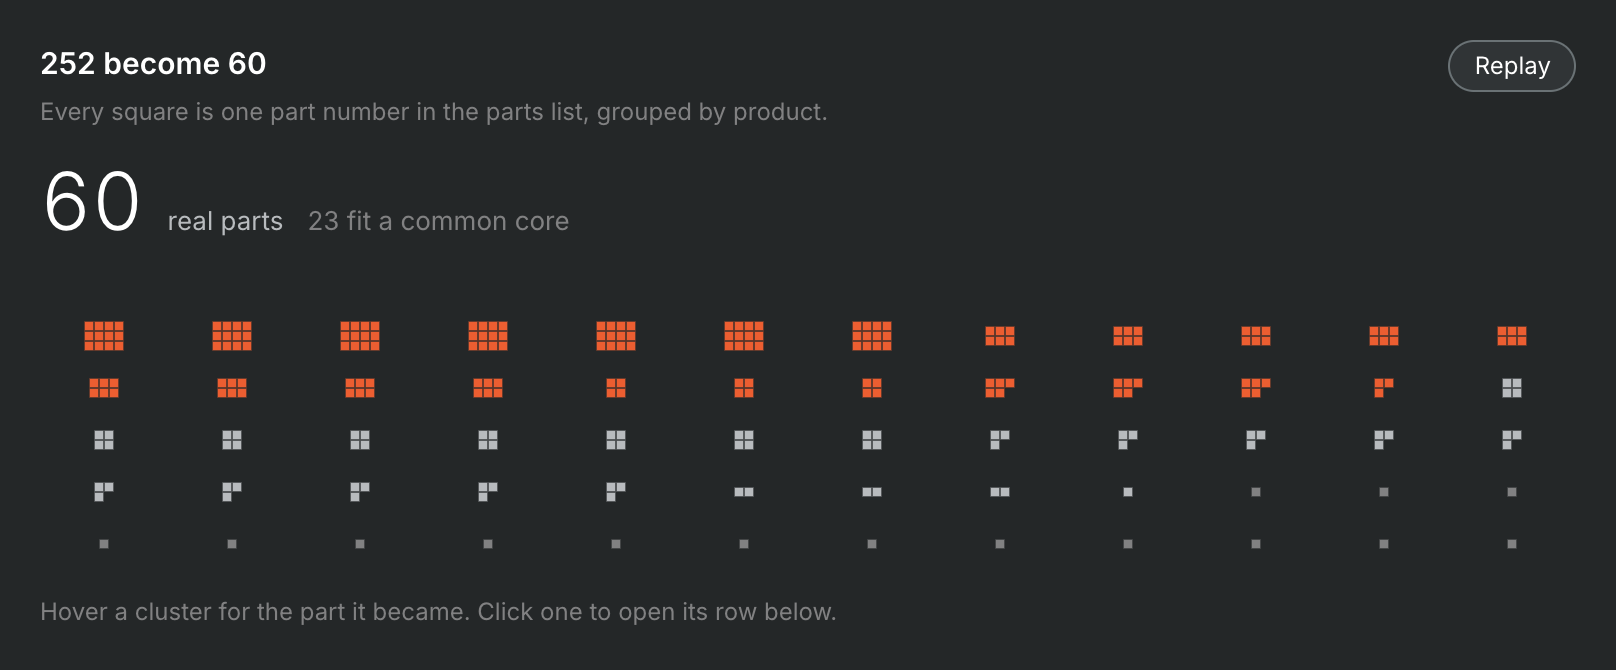 252 become 60
Replay
Every square is one part number in the parts list, grouped by product.
60 real parts 23 fit a common core
Hover a cluster for the part it became. Click one to open its row below.